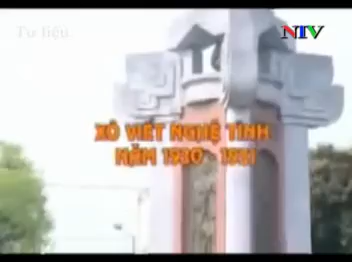 Tư liệu
NTV
XÔ VIẾT NGHỆ TĨNH
NĂM 1930 - 1931